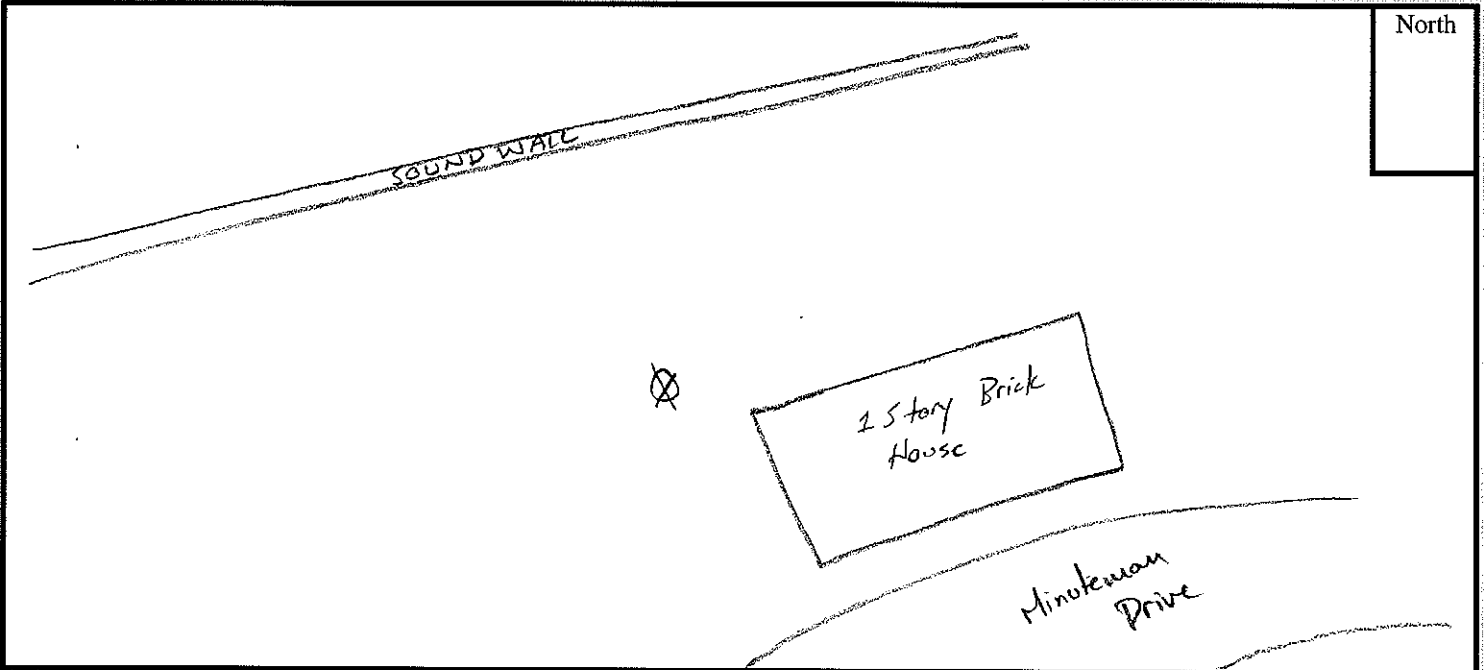 North
SOUND WALL
1 Story Brick
House
Minuteman
Drive